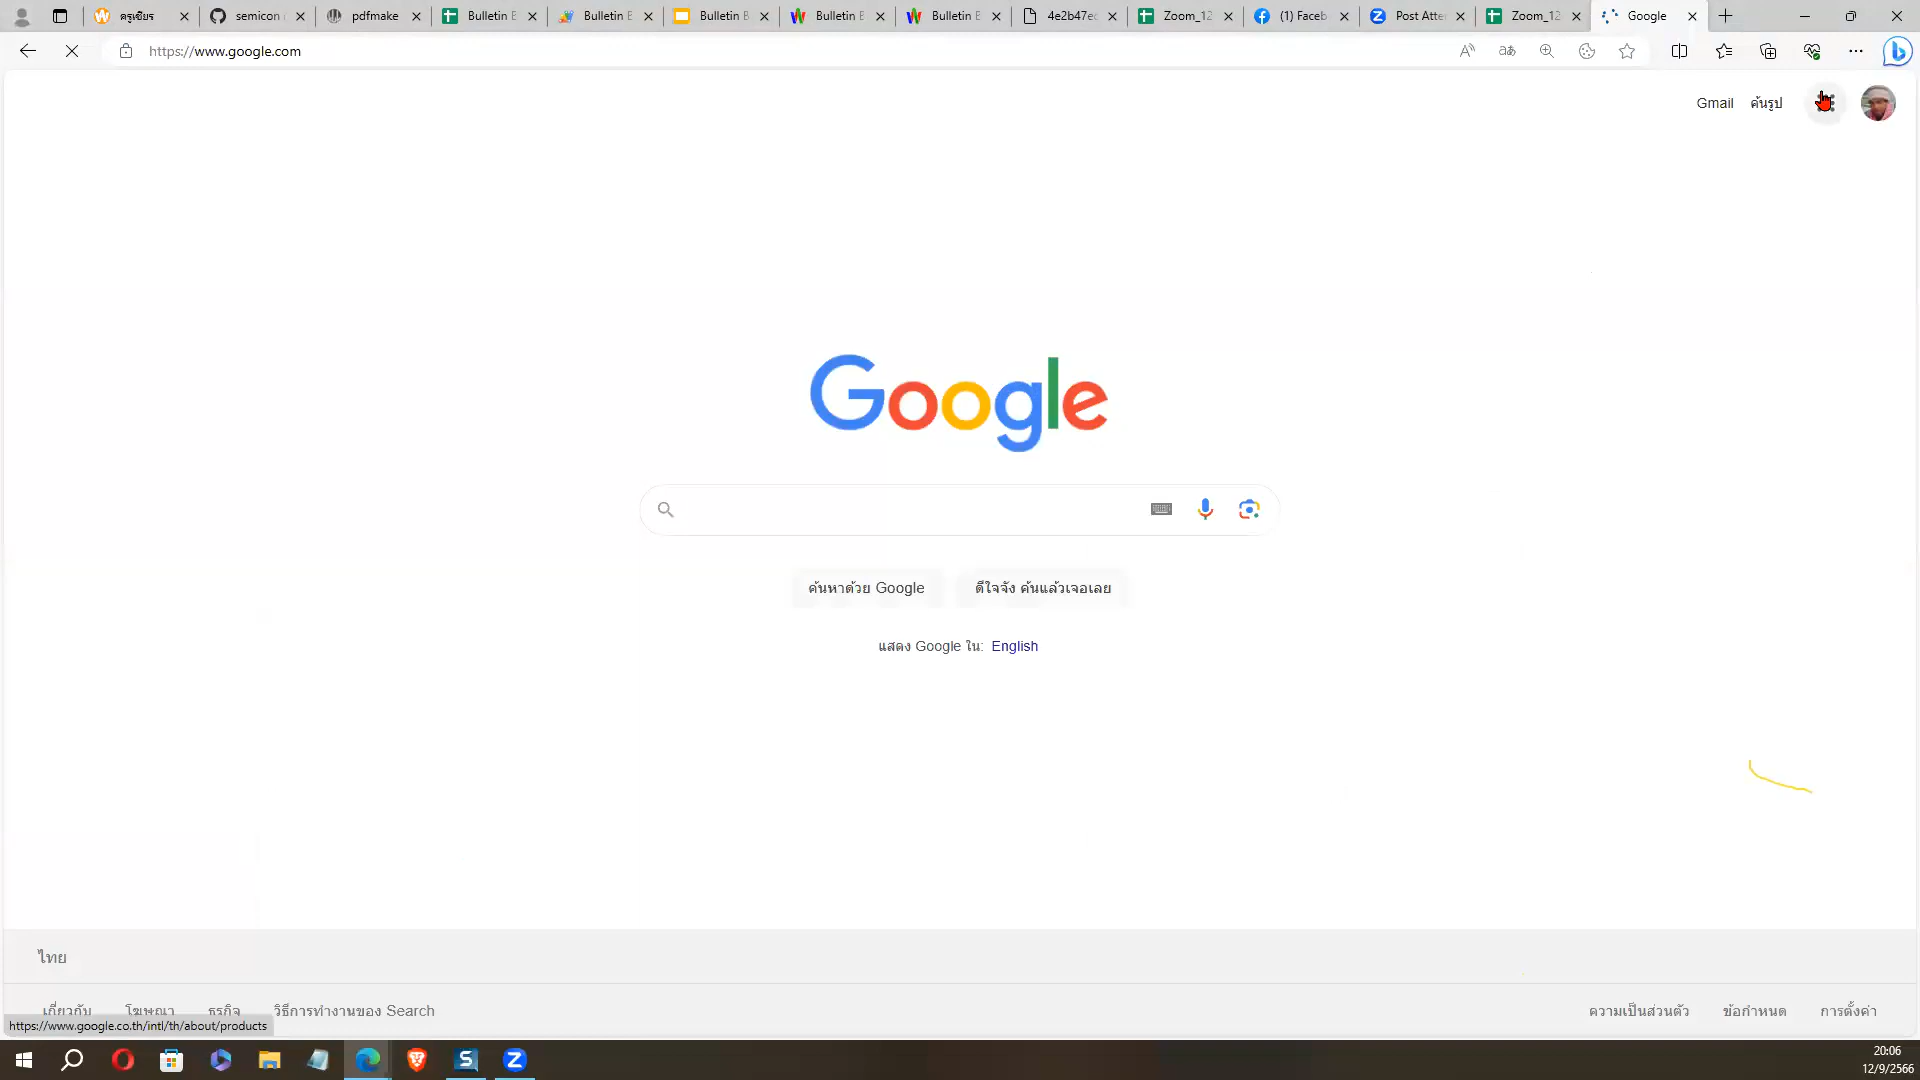 ครูเชียร
semicon
pdfmake
Bulletin B
Bulletin B
Bulletin B
Bulletin B
Bulletin B
4e2b47ec
Zoom_12
(1) Faceb
Post Atte
Zoom_12
Google
https://www.google.com
Gmail ค้นรูป
Google
ค้นหาด้วย Google ดีใจจัง ค้นแล้วเจอเลย
แสดง Google ใน: English
ไทย
เกี่ยวกับ โฆษณา ธุรกิจ วิธีการทำงานของ Search ความเป็นส่วนตัว ข้อกำหนด การตั้งค่า
https://www.google.co.th/intl/th/about/products
20:06
12/9/2566